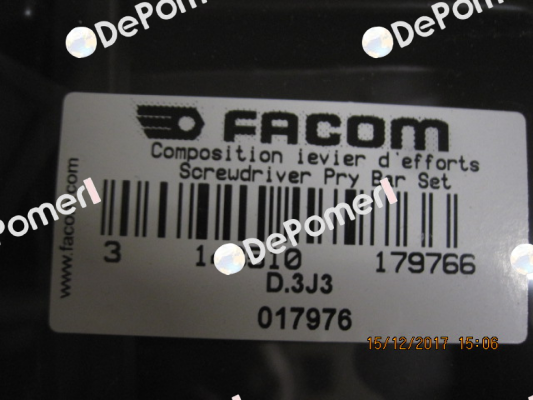 DePomeri
DePomeri
FACOM
Composition levier d'efforts
Screwdriver Pry Bar Set
www.facom.com
DePomeri
DePomeri
3 179766
D.3J3
017976
15/12/2017 15:06